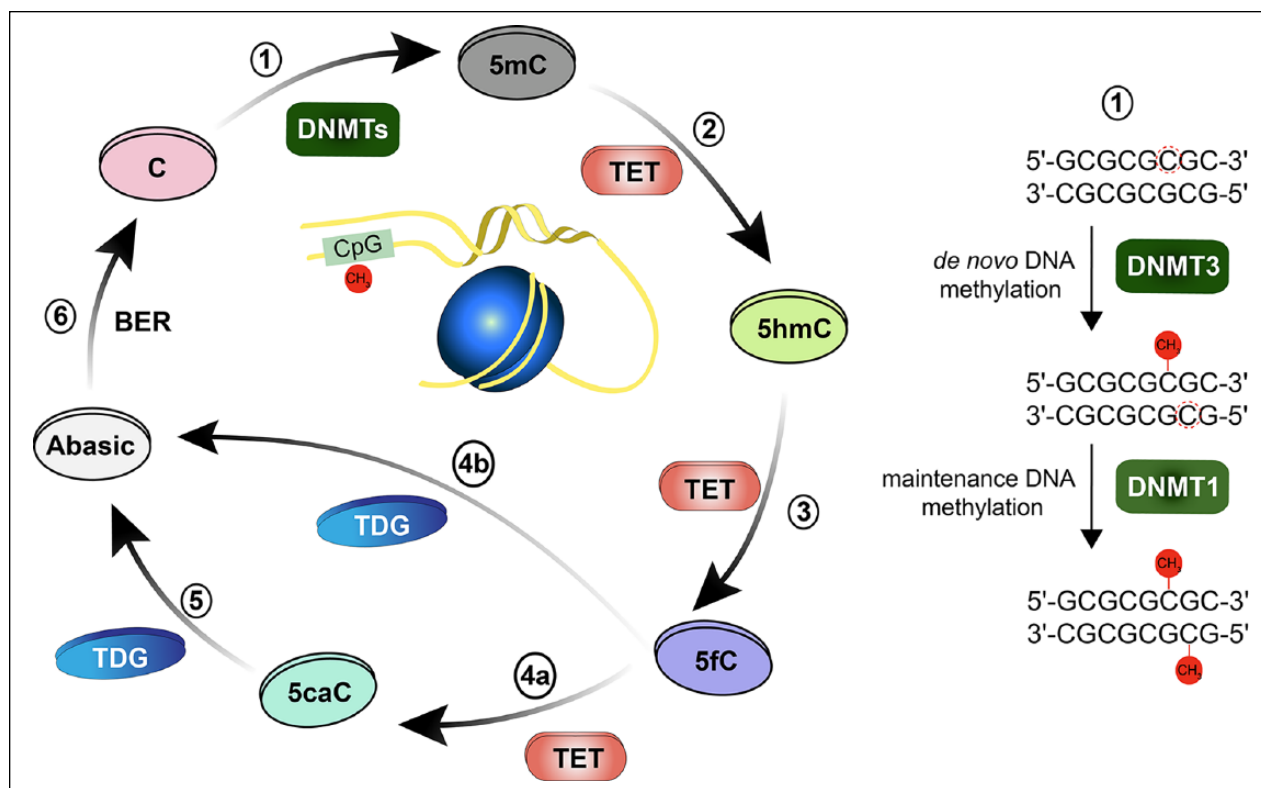 ①
5mC
DNMTs
C
②
TET
CpG
CH₃
5hmC
⑥
BER
Abasic
④b
TDG
TET
③
⑤
TDG
5caC
④a
5fC
TET
①
5'-GCGCGCGC-3'
3'-CGCGCGCG-5'
de novo DNA
methylation
DNMT3
CH₃
5'-GCGCGCGC-3'
3'-CGCGCGCG-5'
maintenance DNA
methylation
DNMT1
CH₃
5'-GCGCGCGC-3'
3'-CGCGCGCG-5'
CH₃